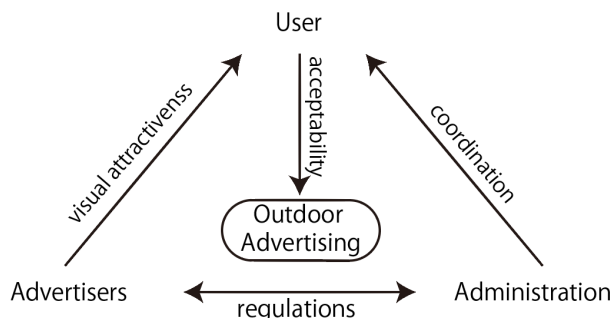 User
visual attractivenss
acceptability
coordination
Outdoor
Advertising
Advertisers
regulations
Administration